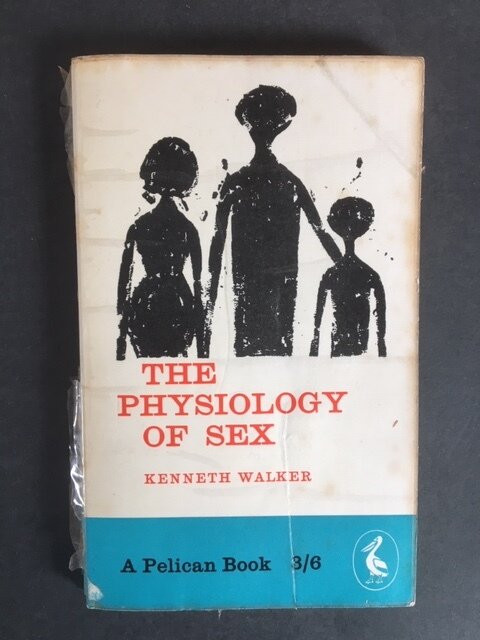 THE
PHYSIOLOGY
OF SEX
KENNETH WALKER
A Pelican Book 3/6